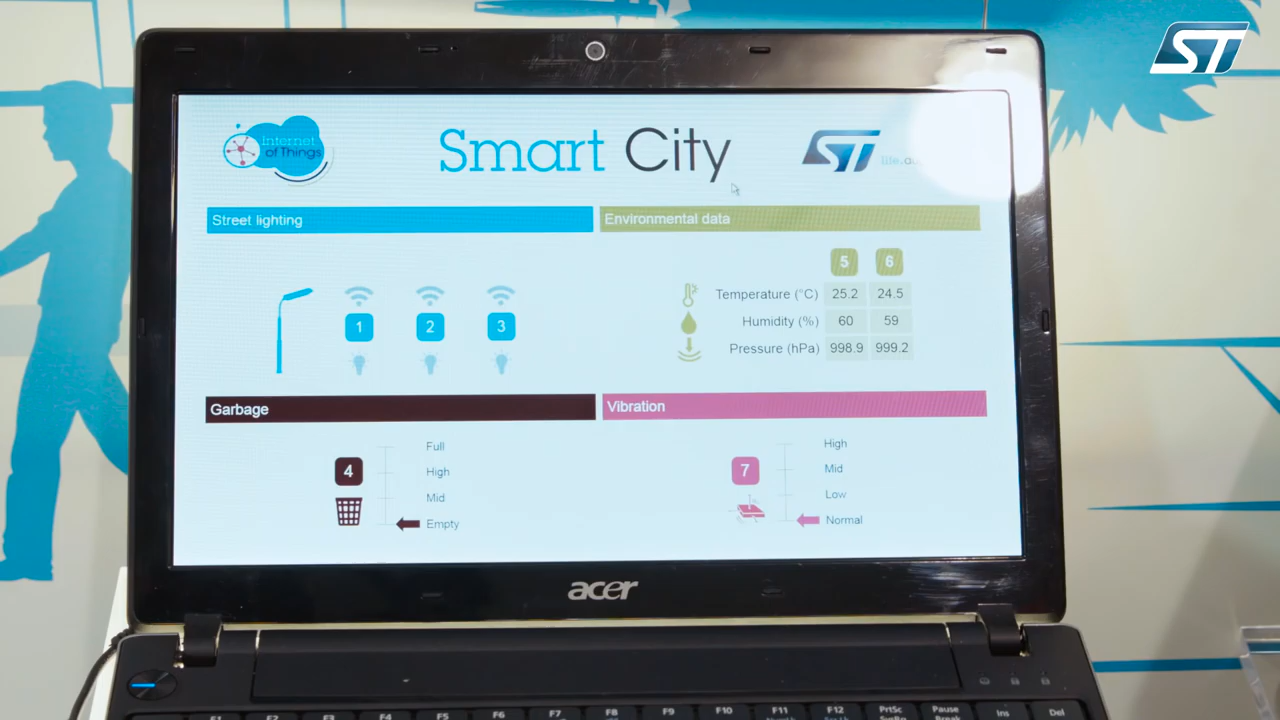 ST
Internet
of Things
Smart City
ST
Street lighting
Environmental data
5 6
Temperature (°C) 25.2 24.5
Humidity (%) 60 59
Pressure (hPa) 998.9 999.2
1 2 3
Garbage
Vibration
4
Full
High
Mid
Empty
7
High
Mid
Low
Normal
acer
F1 F2 F3 F4 F5 F6 F7 F8 F9 F10 F11 F12 PrtSc Pause Ins Del
Break